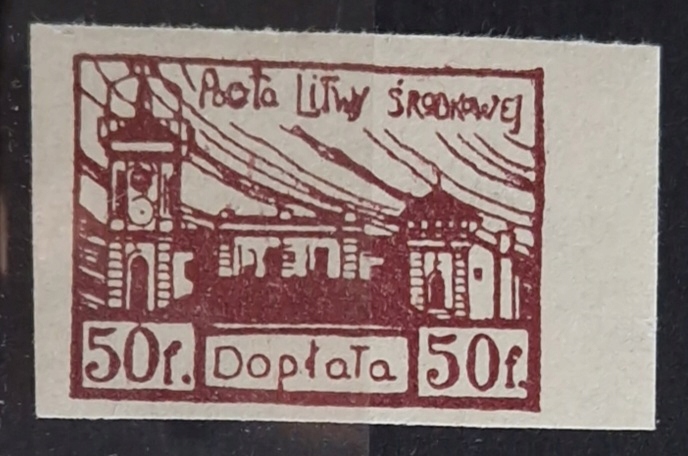 Poczta Litwy Środkowej
50f. Dopłata 50f.